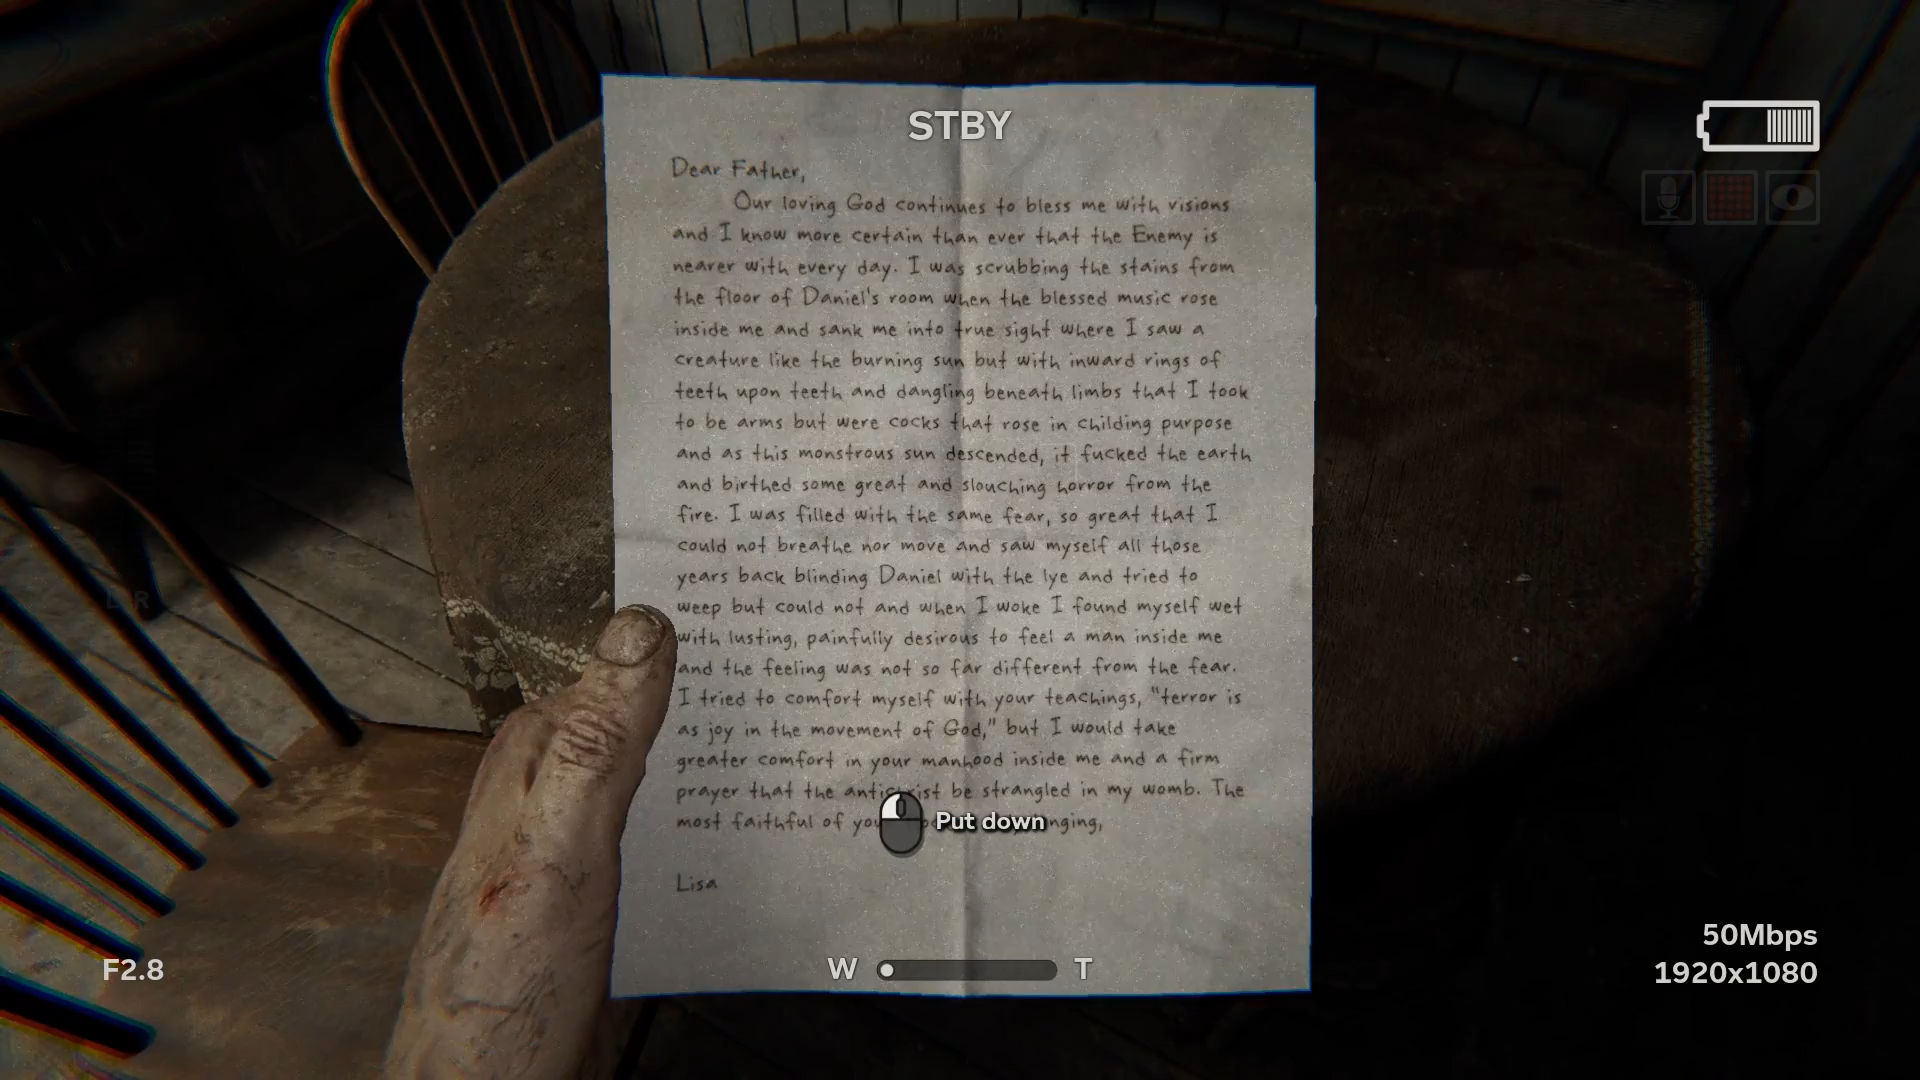 STBY
Dear Father,
Our loving God continues to bless me with visions
and I know more certain than ever that the Enemy is
nearer with every day. I was scrubbing the stains from
the floor of Daniel's room when the blessed music rose
inside me and sank me into true sight where I saw a
creature like the burning sun but with inward rings of
teeth upon teeth and dangling beneath limbs that I took
to be arms but were cocks that rose in childing purpose
and as this monstrous sun descended, it fucked the earth
and birthed some great and slouching horror from the
fire. I was filled with the same fear, so great that I
could not breathe nor move and saw myself all those
years back blinding Daniel with the lye and tried to
weep but could not and when I woke I found myself wet
with lusting, painfully desirous to feel a man inside me
and the feeling was not so far different from the fear.
I tried to comfort myself with your teachings, "terror is
as joy in the movement of God," but I would take
greater comfort in your manhood inside me and a firm
prayer that the antichrist be strangled in my womb. The
most faithful of
Put down
Lisa
L R
F2.8
W T
50Mbps
1920x1080